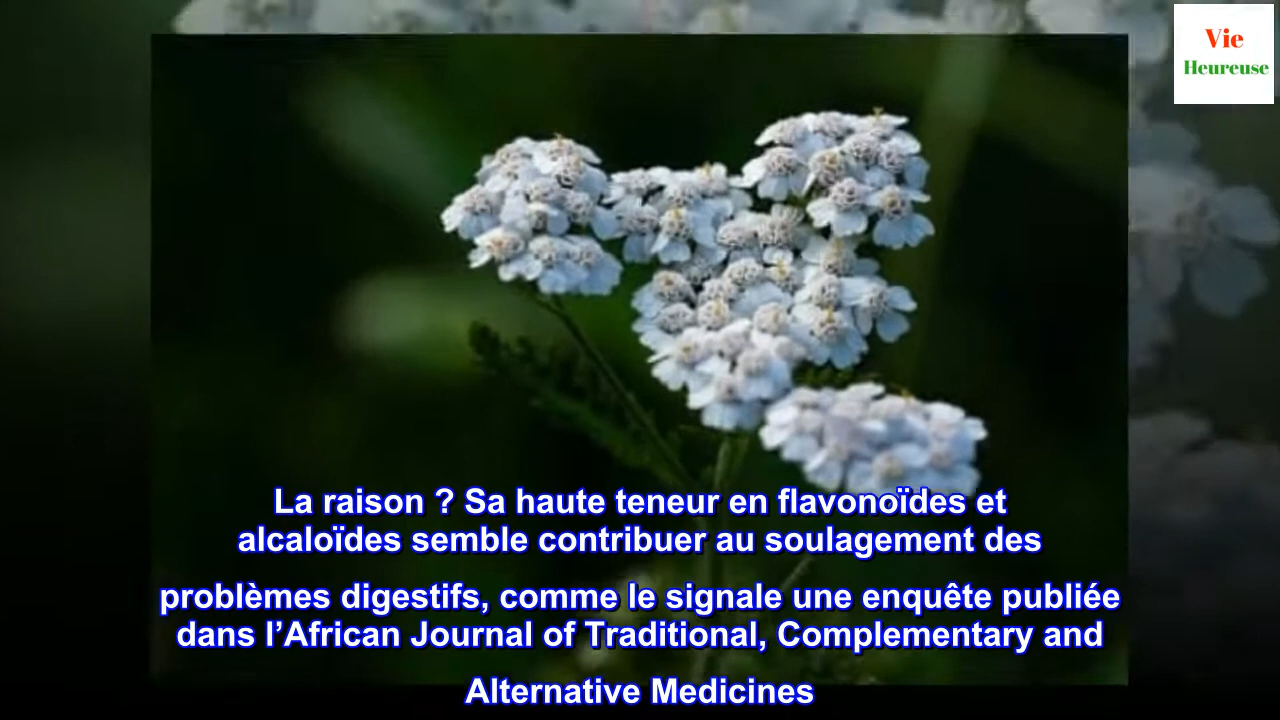 Vie
Heureuse
La raison ? Sa haute teneur en flavonoïdes et
alcaloïdes semble contribuer au soulagement des
problèmes digestifs, comme le signale une enquête publiée
dans l’African Journal of Traditional, Complementary and
Alternative Medicines